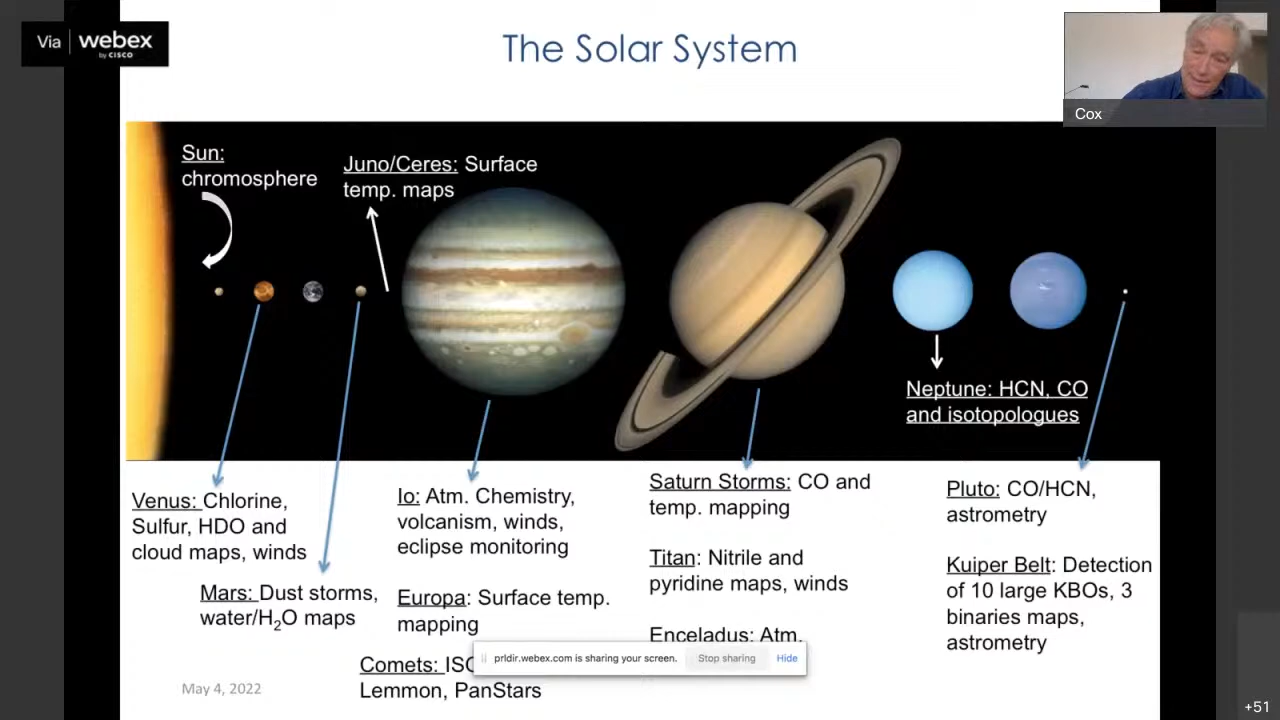 Via webex
by CISCO
The Solar System
Cox
Sun:
chromosphere
Juno/Ceres: Surface
temp. maps
Neptune: HCN, CO
and isotopologues
Venus: Chlorine,
Sulfur, HDO and
cloud maps, winds
Mars: Dust storms,
water/H₂O maps
Io: Atm. Chemistry,
volcanism, winds,
eclipse monitoring
Europa: Surface temp.
mapping
Comets:
Lemmon, PanStars
Saturn Storms: CO and
temp. mapping
Titan: Nitrile and
pyridine maps, winds
Enceladus: Atm.
Pluto: CO/HCN,
astrometry
Kuiper Belt: Detection
of 10 large KBOs, 3
binaries maps,
astrometry
prldir.webex.com is sharing your screen. Stop sharing Hide
May 4, 2022
+51